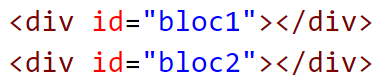 <div id="bloc1"></div>
<div id="bloc2"></div>